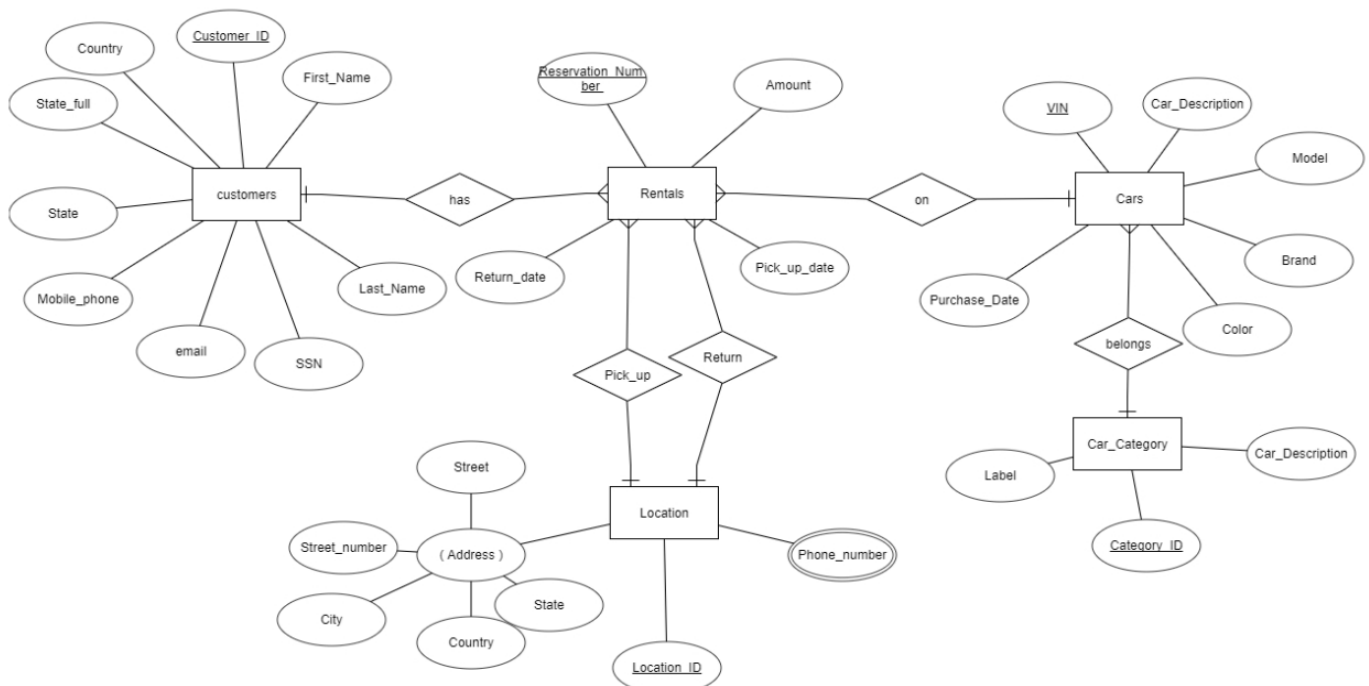 Customer_ID
Country
First_Name
State_full
customers
State
Mobile_phone
email
SSN
Last_Name
has
Reservation_Num
ber_
Amount
Rentals
Return_date
Pick_up_date
on
VIN
Car_Description
Model
Cars
Brand
Purchase_Date
Color
belongs
Pick_up
Return
Car_Category
Label
Car_Description
Category_ID
Location
Street
Street_number
( Address )
City
Country
State
Phone_number
Location_ID